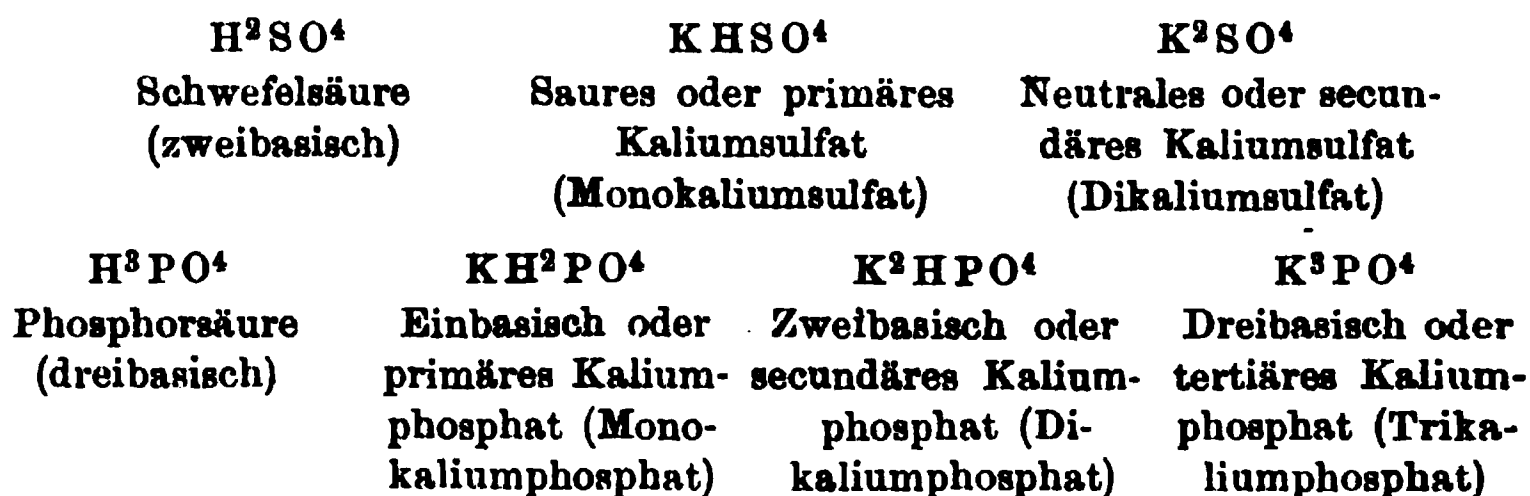 H²SO⁴ KHSO⁴ K²SO⁴
Schwefelsäure Saures oder primäres Neutrales oder secun-
(zweibasisch) Kaliumsulfat däres Kaliumsulfat
(Monokaliumsulfat) (Dikaliumsulfat)
H³PO⁴ KH²PO⁴ K²HPO⁴ K³PO⁴
Phosphorsäure Einbasisch oder Zweibasisch oder Dreibasisch oder
(dreibasisch) primäres Kalium- secundäres Kalium- tertiäres Kalium-
phosphat (Mono- phosphat (Di- phosphat (Trika-
kaliumphosphat) kaliumphosphat) liumphosphat)